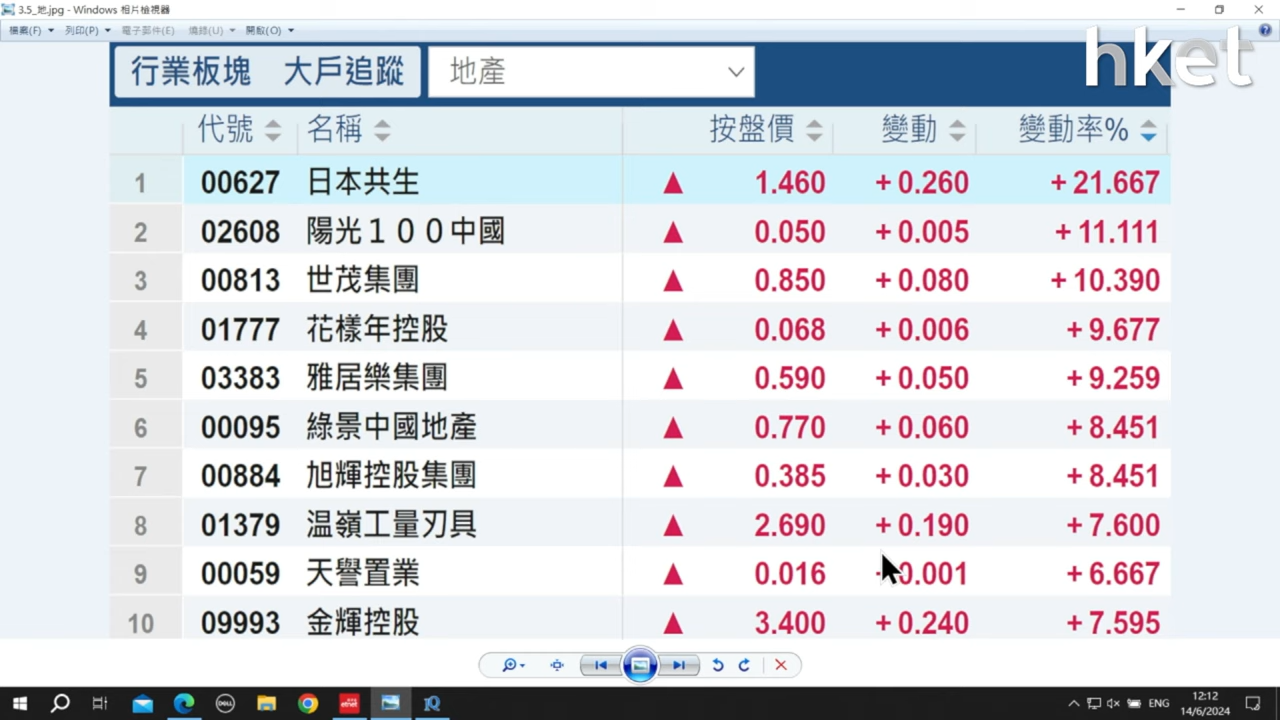 3.5_地.jpg - Windows 相片檢視器
檔案(F) 列印(P) 電子郵件(E) 燒錄(U) 開啟(O)
hket
行業板塊 大戶追蹤 地產
代號 名稱 按盤價 變動 變動率%
1 00627 日本共生 ▲ 1.460 +0.260 +21.667
2 02608 陽光１００中國 ▲ 0.050 +0.005 +11.111
3 00813 世茂集團 ▲ 0.850 +0.080 +10.390
4 01777 花樣年控股 ▲ 0.068 +0.006 +9.677
5 03383 雅居樂集團 ▲ 0.590 +0.050 +9.259
6 00095 綠景中國地產 ▲ 0.770 +0.060 +8.451
7 00884 旭輝控股集團 ▲ 0.385 +0.030 +8.451
8 01379 温嶺工量刃具 ▲ 2.690 +0.190 +7.600
9 00059 天譽置業 ▲ 0.016 +0.001 +6.667
10 09993 金輝控股 ▲ 3.400 +0.240 +7.595
DELL etnet IQ ENG
12:12
14/6/2024